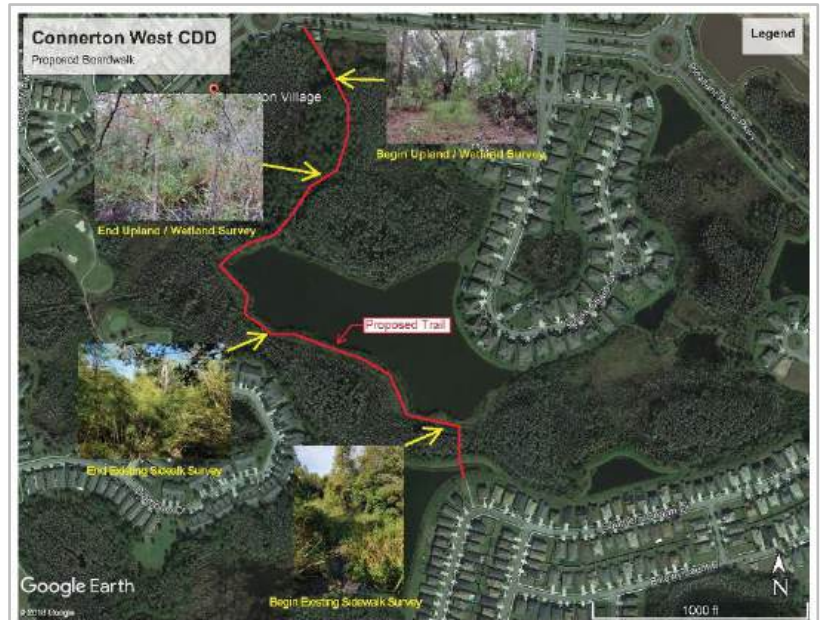 Connerton West CDD
Proposed Boardwalk
Legend
Village
Begin Upland / Wetland Survey
End Upland / Wetland Survey
Proposed Trail
End Existing Sidewalk Survey
Begin Existing Sidewalk Survey
Google Earth
N
1000 ft